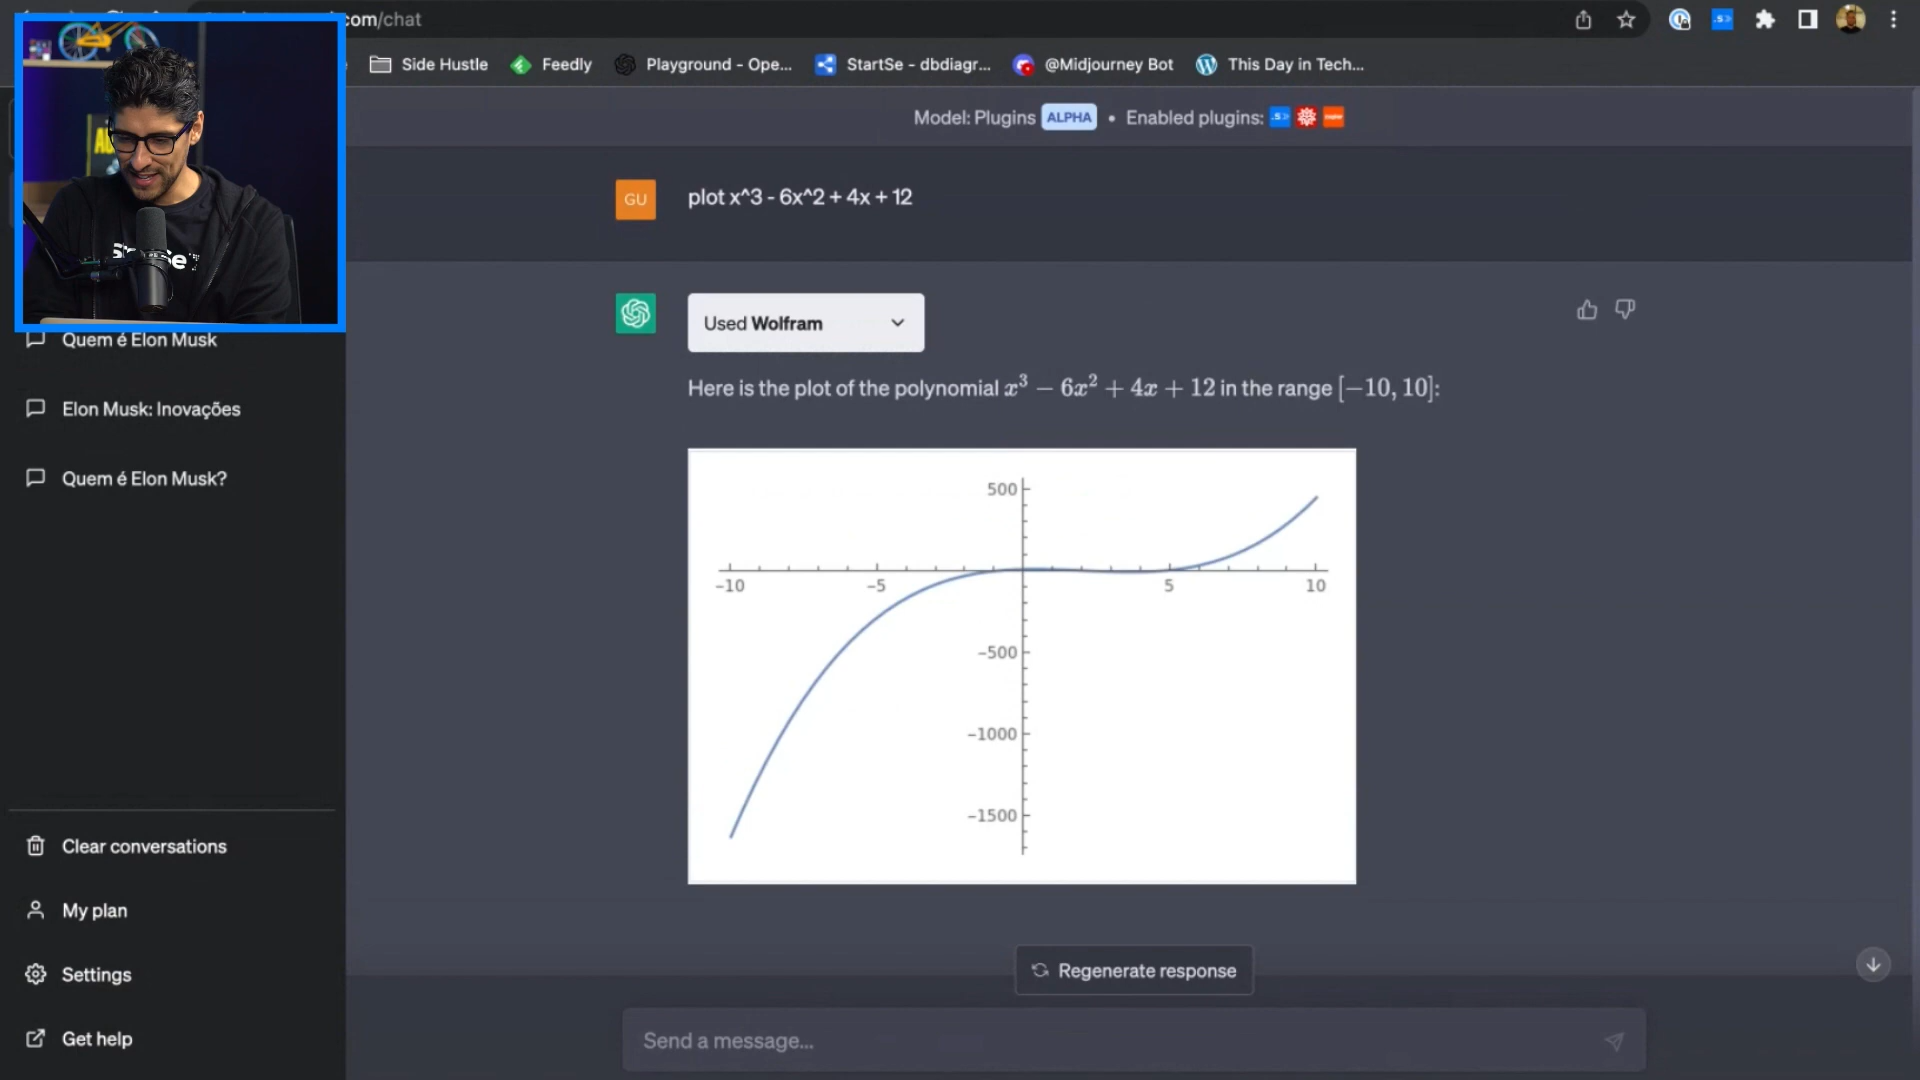 com/chat
Side Hustle
Feedly
Playground - Ope...
StartSe - dbdiagr...
@Midjourney Bot
This Day in Tech...
Model: Plugins ALPHA • Enabled plugins:
GU
plot x^3 - 6x^2 + 4x + 12
Used Wolfram
Here is the plot of the polynomial x³ − 6x² + 4x + 12 in the range [−10, 10]:
500
−10
−5
5
10
−500
−1000
−1500
Quem é Elon Musk
Elon Musk: Inovações
Quem é Elon Musk?
Clear conversations
My plan
Settings
Get help
Regenerate response
Send a message...